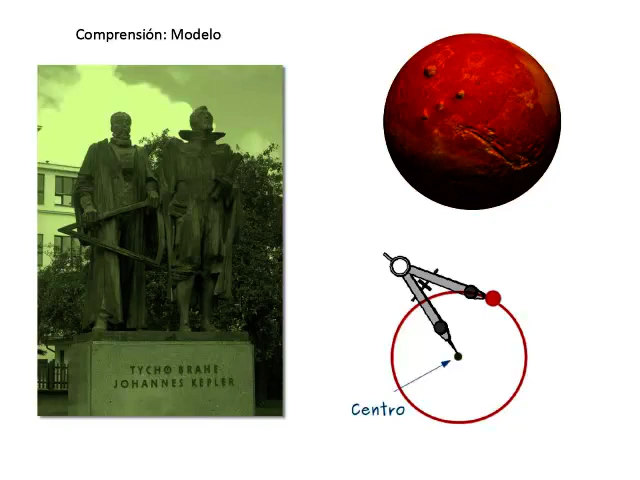 Comprensión: Modelo
TYCHO BRAHE
JOHANNES KEPLER
Centro